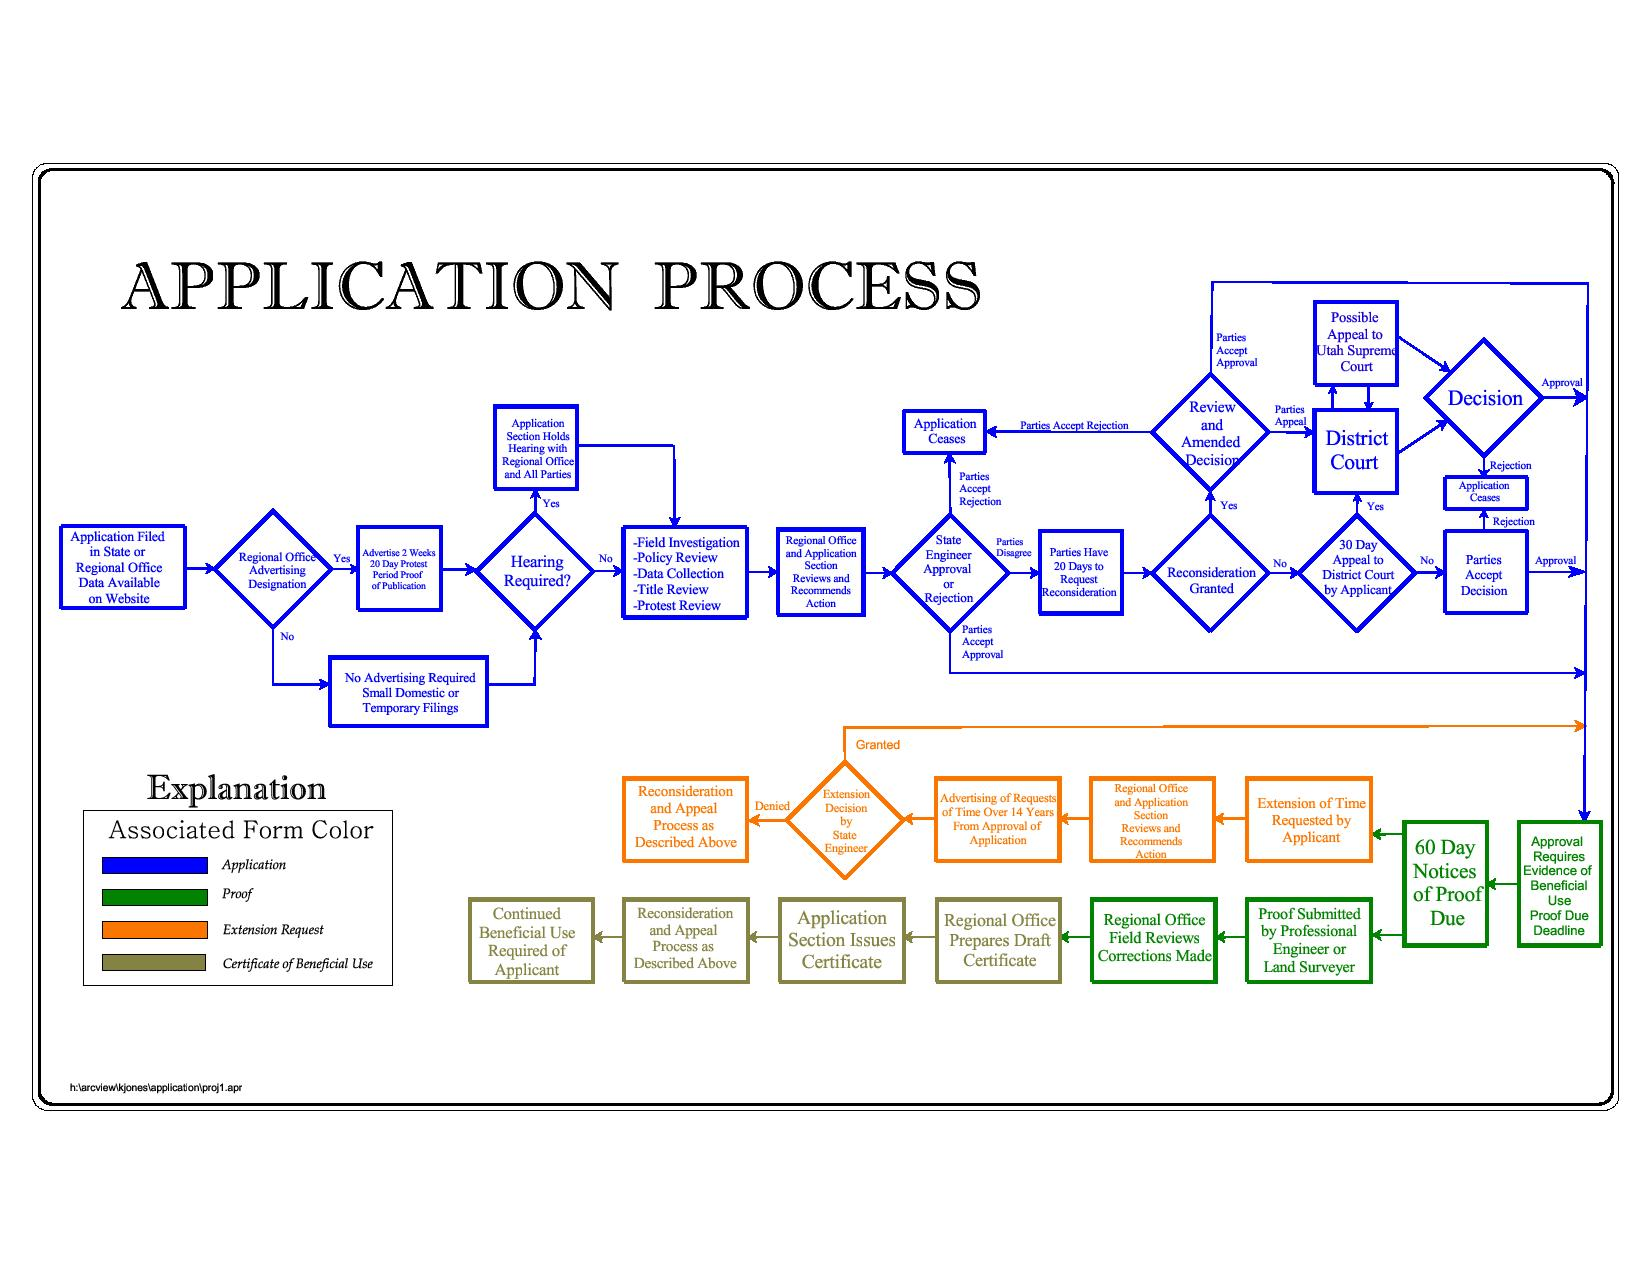 APPLICATION PROCESS
Application Filed
in State or
Regional Office
Data Available
on Website
Regional Office
Advertising
Designation
Yes
No
Advertise 2 Weeks
20 Day Protest
Period Proof
of Publication
No Advertising Required
Small Domestic or
Temporary Filings
Hearing
Required?
Yes
No
Application
Section Holds
Hearing with
Regional Office
and All Parties
-Field Investigation
-Policy Review
-Data Collection
-Title Review
-Protest Review
Regional Office
and Application
Section
Reviews and
Recommends
Action
State
Engineer
Approval
or
Rejection
Parties
Accept
Rejection
Application
Ceases
Parties
Disagree
Parties
Accept
Approval
Parties Have
20 Days to
Request
Reconsideration
Reconsideration
Granted
Yes
No
Review
and
Amended
Decision
Parties Accept Rejection
Parties
Accept
Approval
Parties
Appeal
30 Day
Appeal to
District Court
by Applicant
Yes
No
District
Court
Possible
Appeal to
Utah Supreme
Court
Decision
Approval
Rejection
Application
Ceases
Rejection
Parties
Accept
Decision
Approval
Approval
Requires
Evidence of
Beneficial
Use
Proof Due
Deadline
60 Day
Notices
of Proof
Due
Extension of Time
Requested by
Applicant
Regional Office
and Application
Section
Reviews and
Recommends
Action
Advertising of Requests
of Time Over 14 Years
From Approval of
Application
Extension
Decision
by
State
Engineer
Granted
Denied
Reconsideration
and Appeal
Process as
Described Above
Proof Submitted
by Professional
Engineer or
Land Surveyer
Regional Office
Field Reviews
Corrections Made
Regional Office
Prepares Draft
Certificate
Application
Section Issues
Certificate
Reconsideration
and Appeal
Process as
Described Above
Continued
Beneficial Use
Required of
Applicant
Explanation
Associated Form Color
Application
Proof
Extension Request
Certificate of Beneficial Use
h:\arcview\kjones\application\proj1.apr